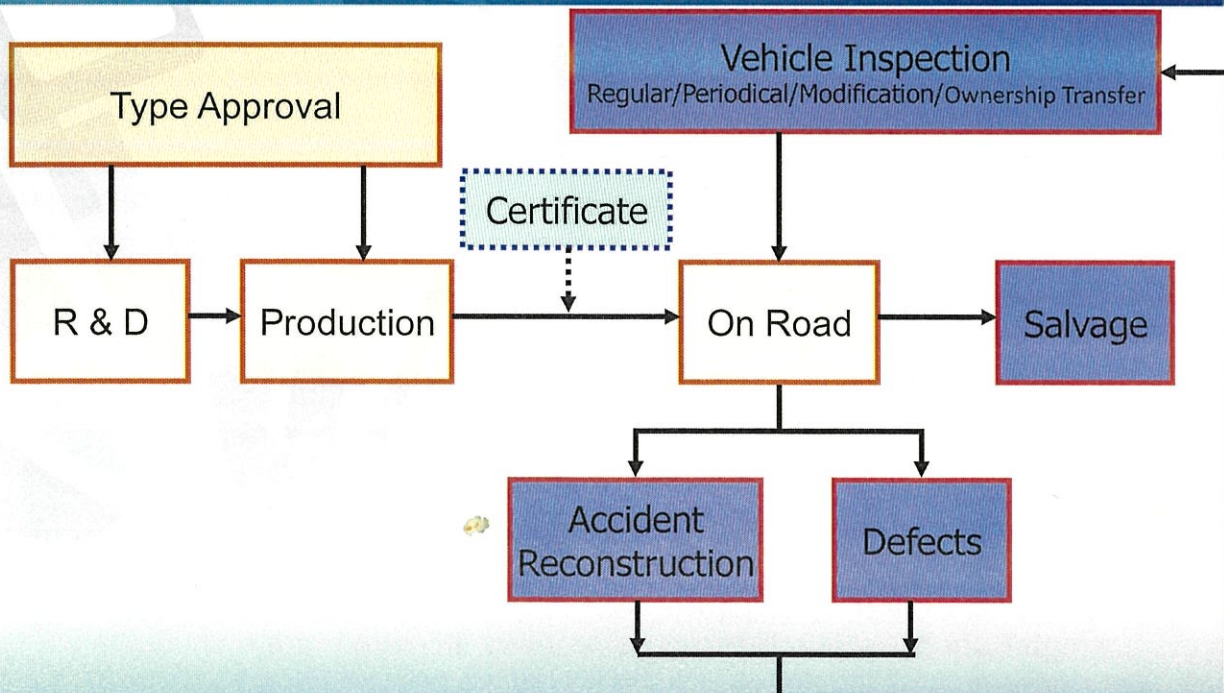 Type Approval
Vehicle Inspection
Regular/Periodical/Modification/Ownership Transfer
Certificate
R & D
Production
On Road
Salvage
Accident
Reconstruction
Defects